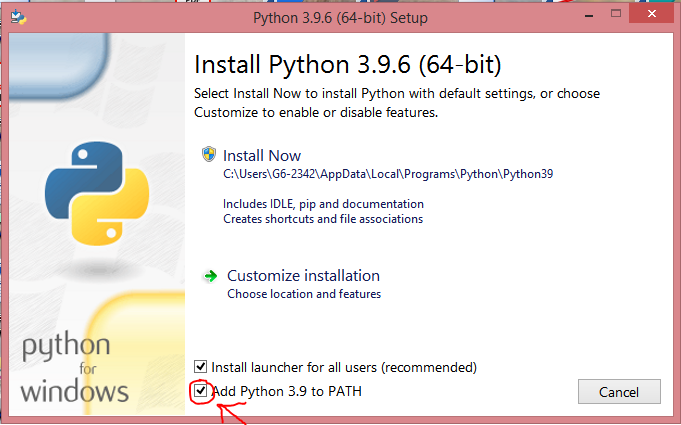 Python 3.9.6 (64-bit) Setup
Install Python 3.9.6 (64-bit)
Select Install Now to install Python with default settings, or choose
Customize to enable or disable features.
Install Now
C:\Users\G6-2342\AppData\Local\Programs\Python\Python39
Includes IDLE, pip and documentation
Creates shortcuts and file associations
Customize installation
Choose location and features
python
for
windows
Install launcher for all users (recommended)
Add Python 3.9 to PATH
Cancel